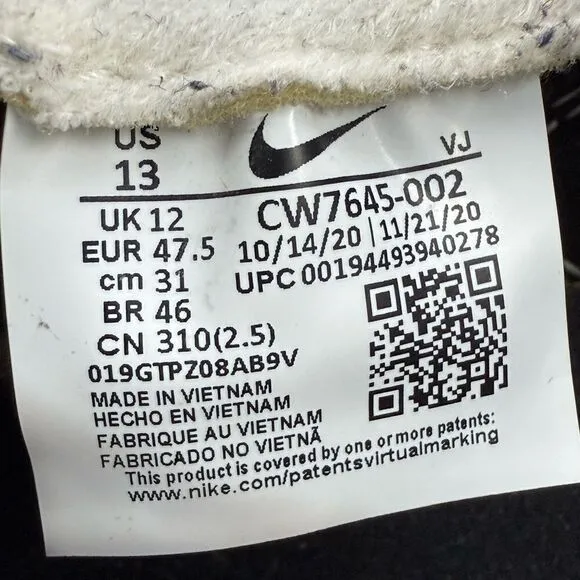 US
VJ
13
UK 12
CW7645-002
EUR 47.5
10/14/20 | 11/21/20
cm 31
UPC 00194493940278
BR 46
CN 310(2.5)
019GTPZ08AB9V
MADE IN VIETNAM
HECHO EN VIETNAM
FABRIQUE AU VIETNAM
FABRICADO NO VIETNÃ
This product is covered by one or more patents:
www.nike.com/patentsvirtualmarking